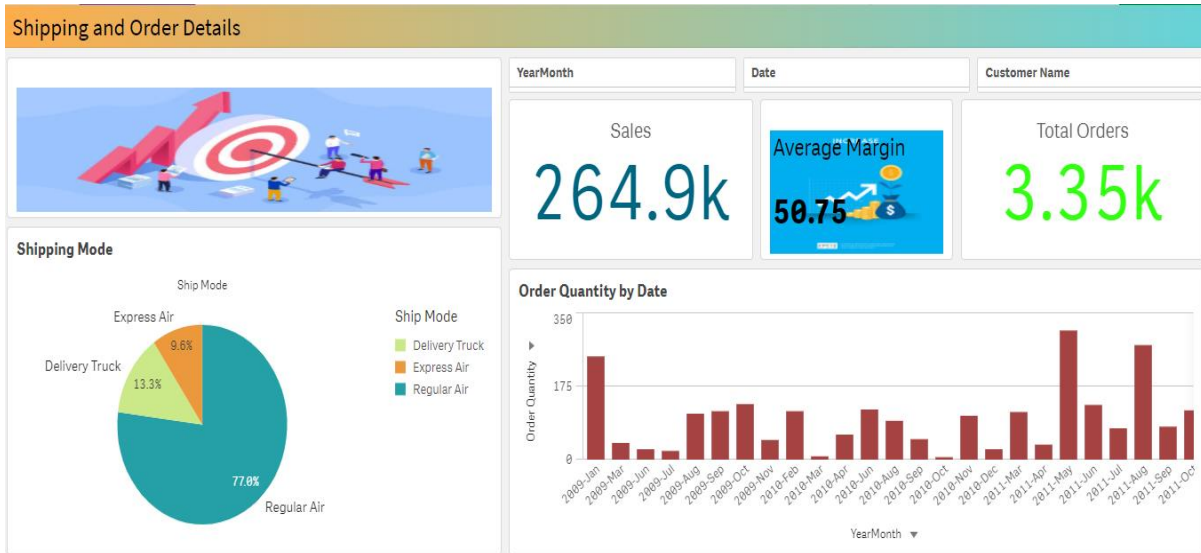 Shipping and Order Details
YearMonth
Date
Customer Name
Sales
264.9k
Average Margin
50.75
Total Orders
3.35k
Shipping Mode
Ship Mode
Express Air
9.6%
Delivery Truck
13.3%
77.0%
Regular Air
Ship Mode
Delivery Truck
Express Air
Regular Air
Order Quantity by Date
350
175
0
Order Quantity
2009-Jan
2009-Mar
2009-Jun
2009-Jul
2009-Aug
2009-Sep
2009-Oct
2009-Nov
2010-Feb
2010-Mar
2010-Apr
2010-Jun
2010-Aug
2010-Sep
2010-Oct
2010-Nov
2010-Dec
2011-Mar
2011-Apr
2011-May
2011-Jun
2011-Jul
2011-Aug
2011-Sep
2011-Oct
YearMonth